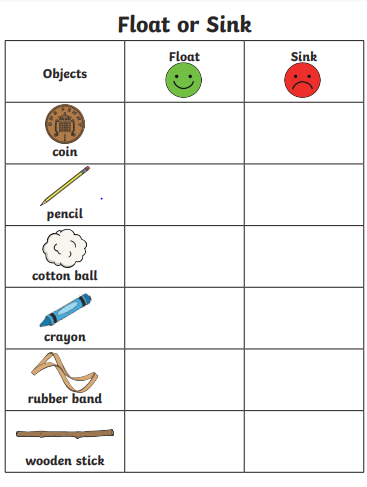 Float or Sink
Objects
Float
Sink
coin
pencil
cotton ball
crayon
rubber band
wooden stick